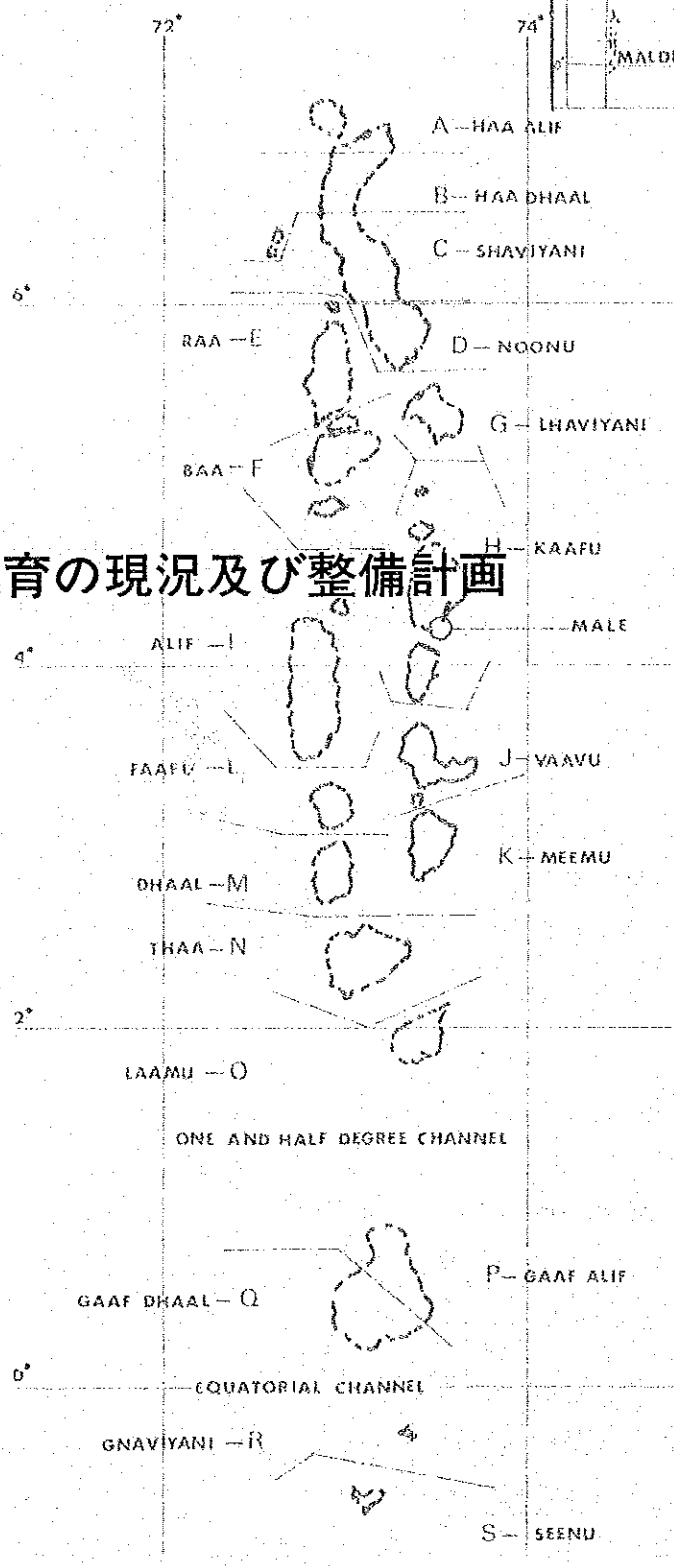 72°
74°
MALD
0°
A — HAA ALIF
B — HAA DHAAL
C — SHAVIYANI
6°
RAA — E
D — NOONU
G — LHAVIYANI
BAA — F
H — KAAFU
育の現況及び整備計画
MALE
ALIF — I
4°
J — VAAVU
FAAFU — L
K — MEEMU
DHAAL — M
THAA — N
2°
LAAMU — O
ONE AND HALF DEGREE CHANNEL
P — GAAF ALIF
GAAF DHAAL — Q
0°
EQUATORIAL CHANNEL
GNAVIYANI — R
S — SEENU